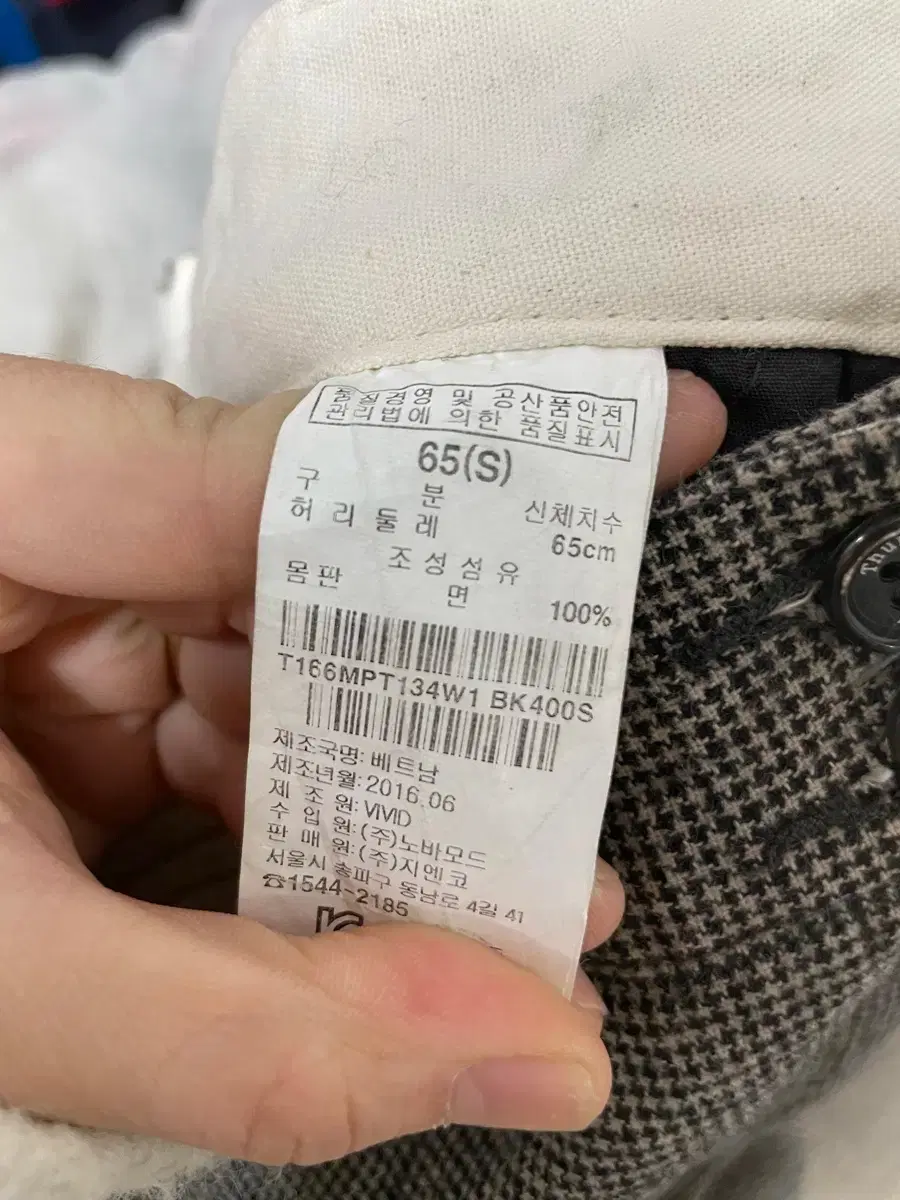 품질경영 및 공산품안전
관리법에 의한 품질표시
65(S)
구 분 신체치수
허 리 둘 레 65cm
조 성 섬 유
몸 판 면 100%
T166MPT134W1 BK400S
제조국명: 베트남
제조년월: 2016.06
제 조 원: VIVID
수 입 원: (주)노바모드
판 매 원: (주)지엔코
서울시 송파구 동남로 4길 41
☎1544-2185